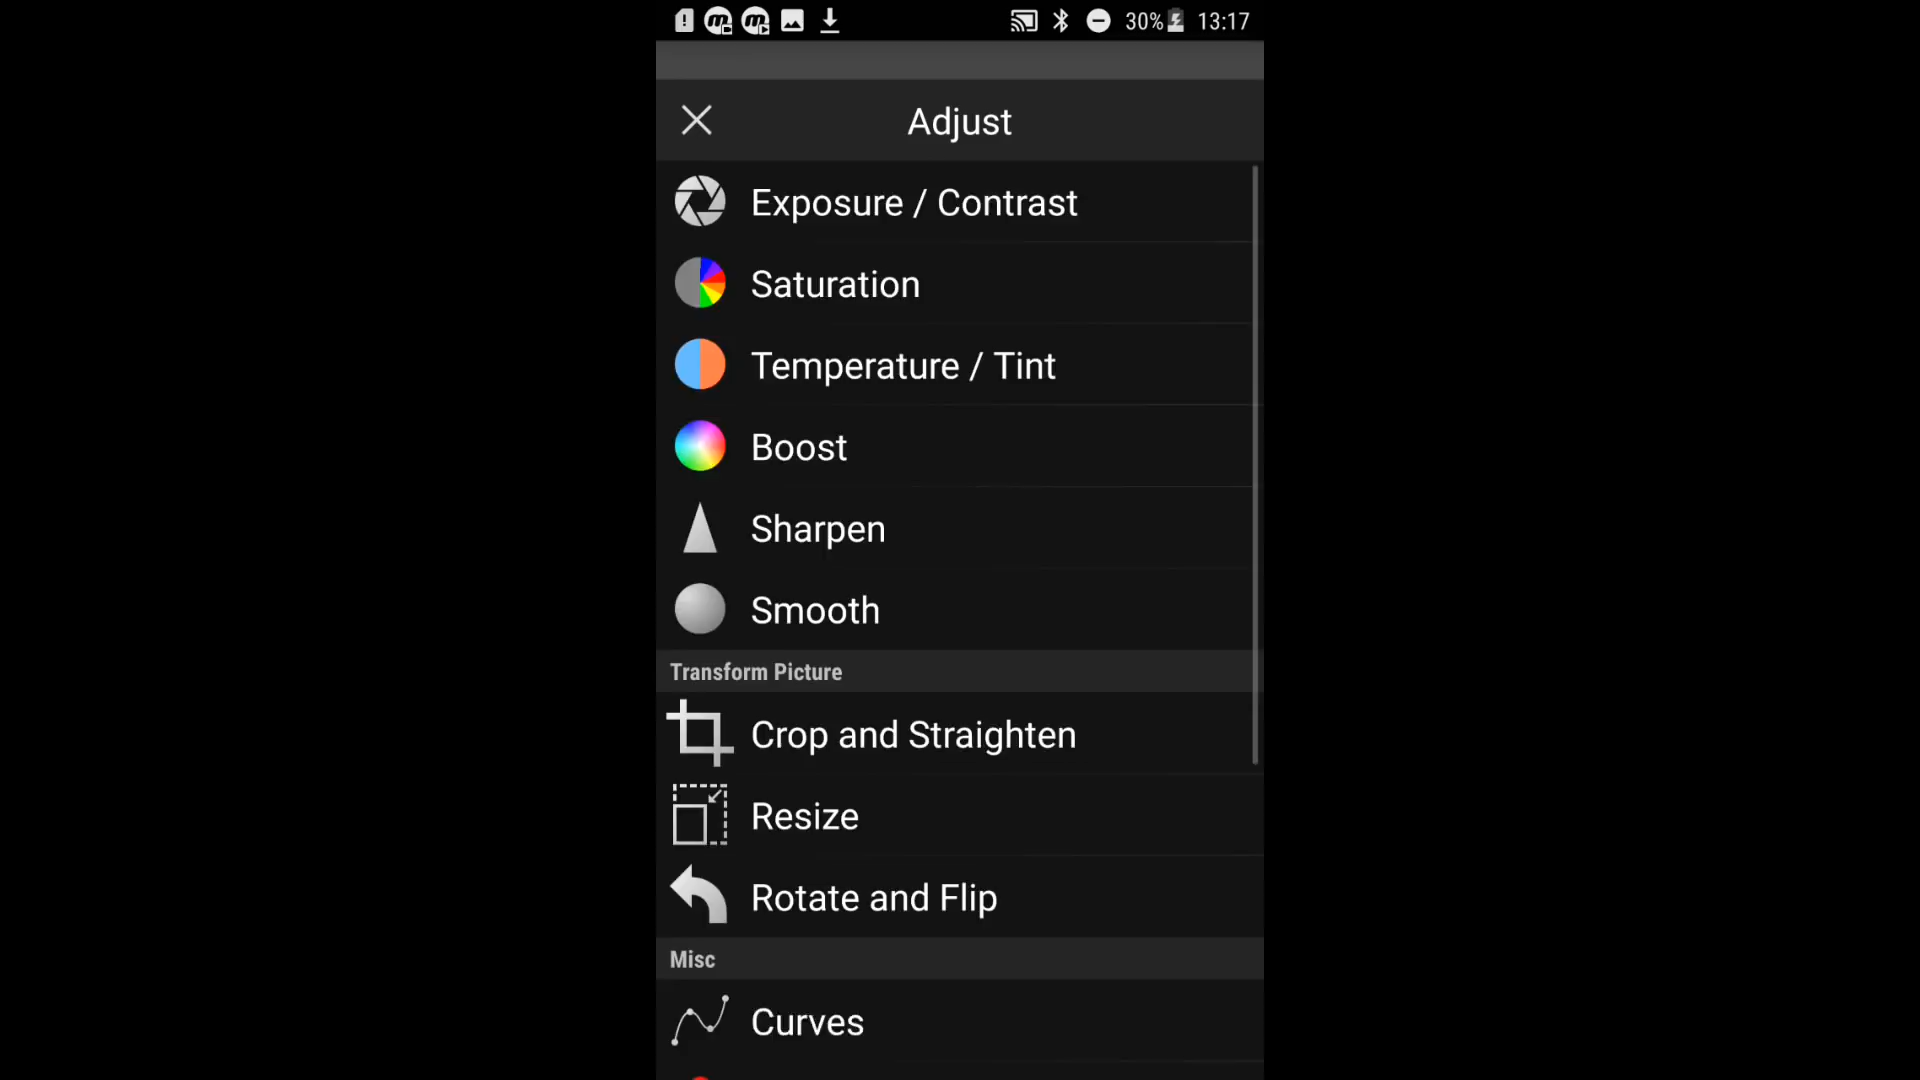 30% 13:17
Adjust
Exposure / Contrast
Saturation
Temperature / Tint
Boost
Sharpen
Smooth
Transform Picture
Crop and Straighten
Resize
Rotate and Flip
Misc
Curves